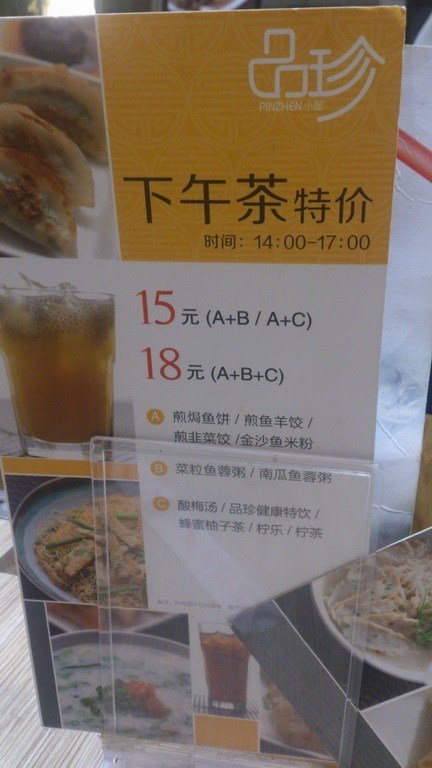 品珍
PINZHEN 小館
下午茶特价
时间：14:00-17:00
15元 (A+B / A+C)
18元 (A+B+C)
A 煎焗鱼饼 / 煎鱼羊饺 /
煎韭菜饺 / 金沙鱼米粉
B 菜粒鱼蓉粥 / 南瓜鱼蓉粥
C 酸梅汤 / 品珍健康特饮 /
蜂蜜柚子茶 / 柠乐 / 柠茶